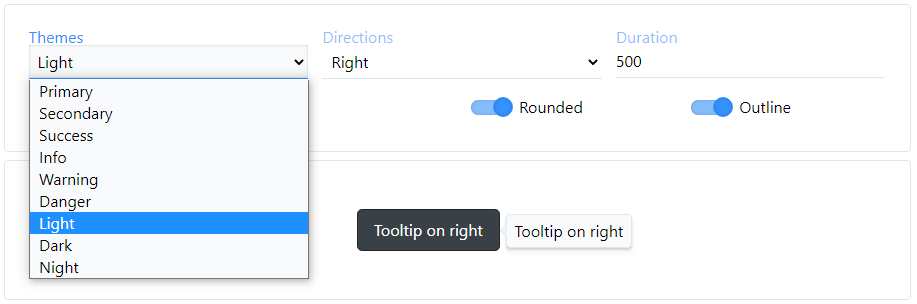 Themes Directions Duration
Light Right 500
Primary
Secondary
Rounded Outline
Success
Info
Warning
Danger
Light
Tooltip on right Tooltip on right
Dark
Night